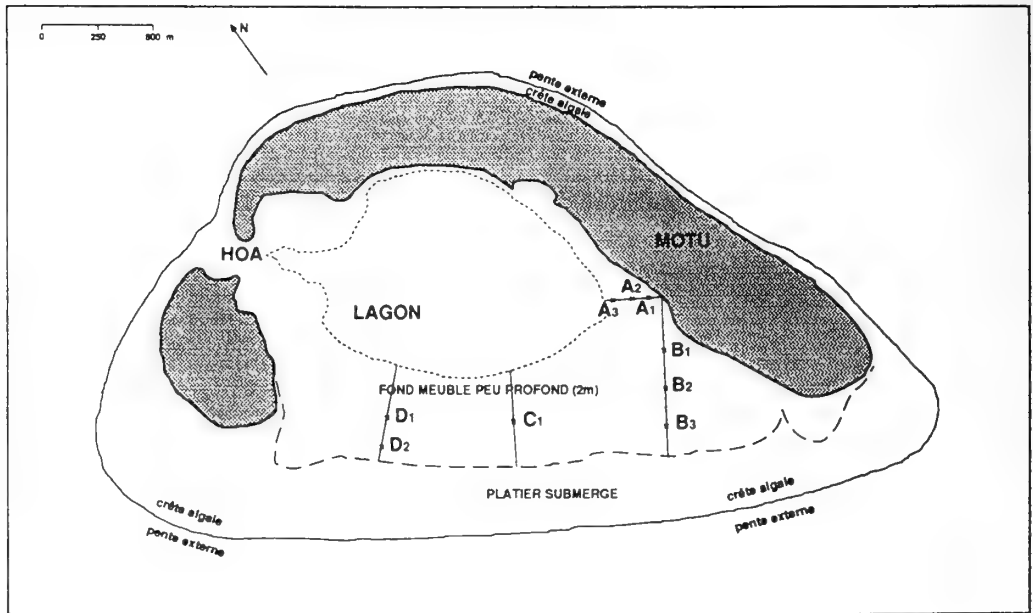 0 250 500 m
N
pente externe
crête algale
HOA
MOTU
LAGON
A2
A3 A1
B1
FOND MEUBLE PEU PROFOND (2m)
B2
D1
C1
B3
D2
PLATIER SUBMERGE
crête algale
pente externe
crête algale
pente externe